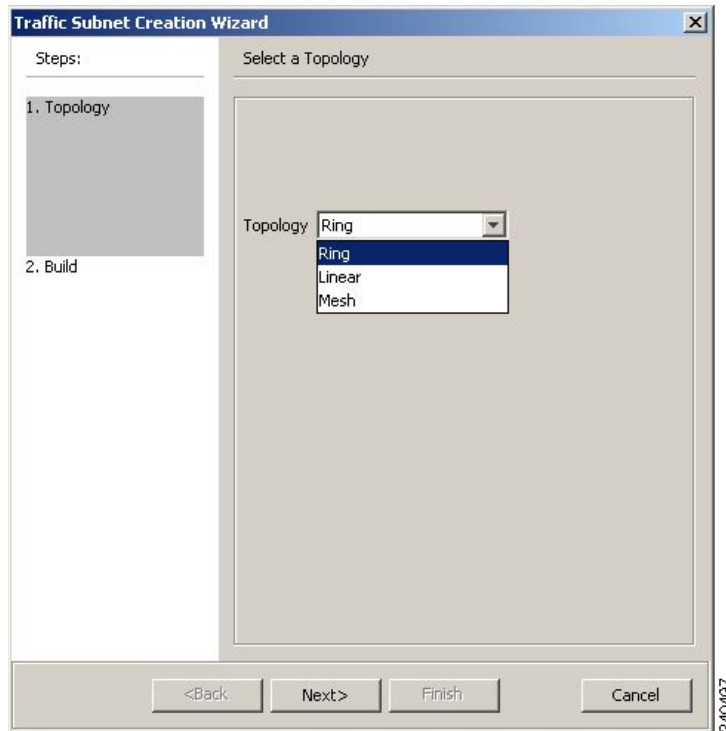 Traffic Subnet Creation Wizard
Steps:
Select a Topology
1. Topology
2. Build
Topology Ring
Ring
Linear
Mesh
<Back Next> Finish Cancel
240497